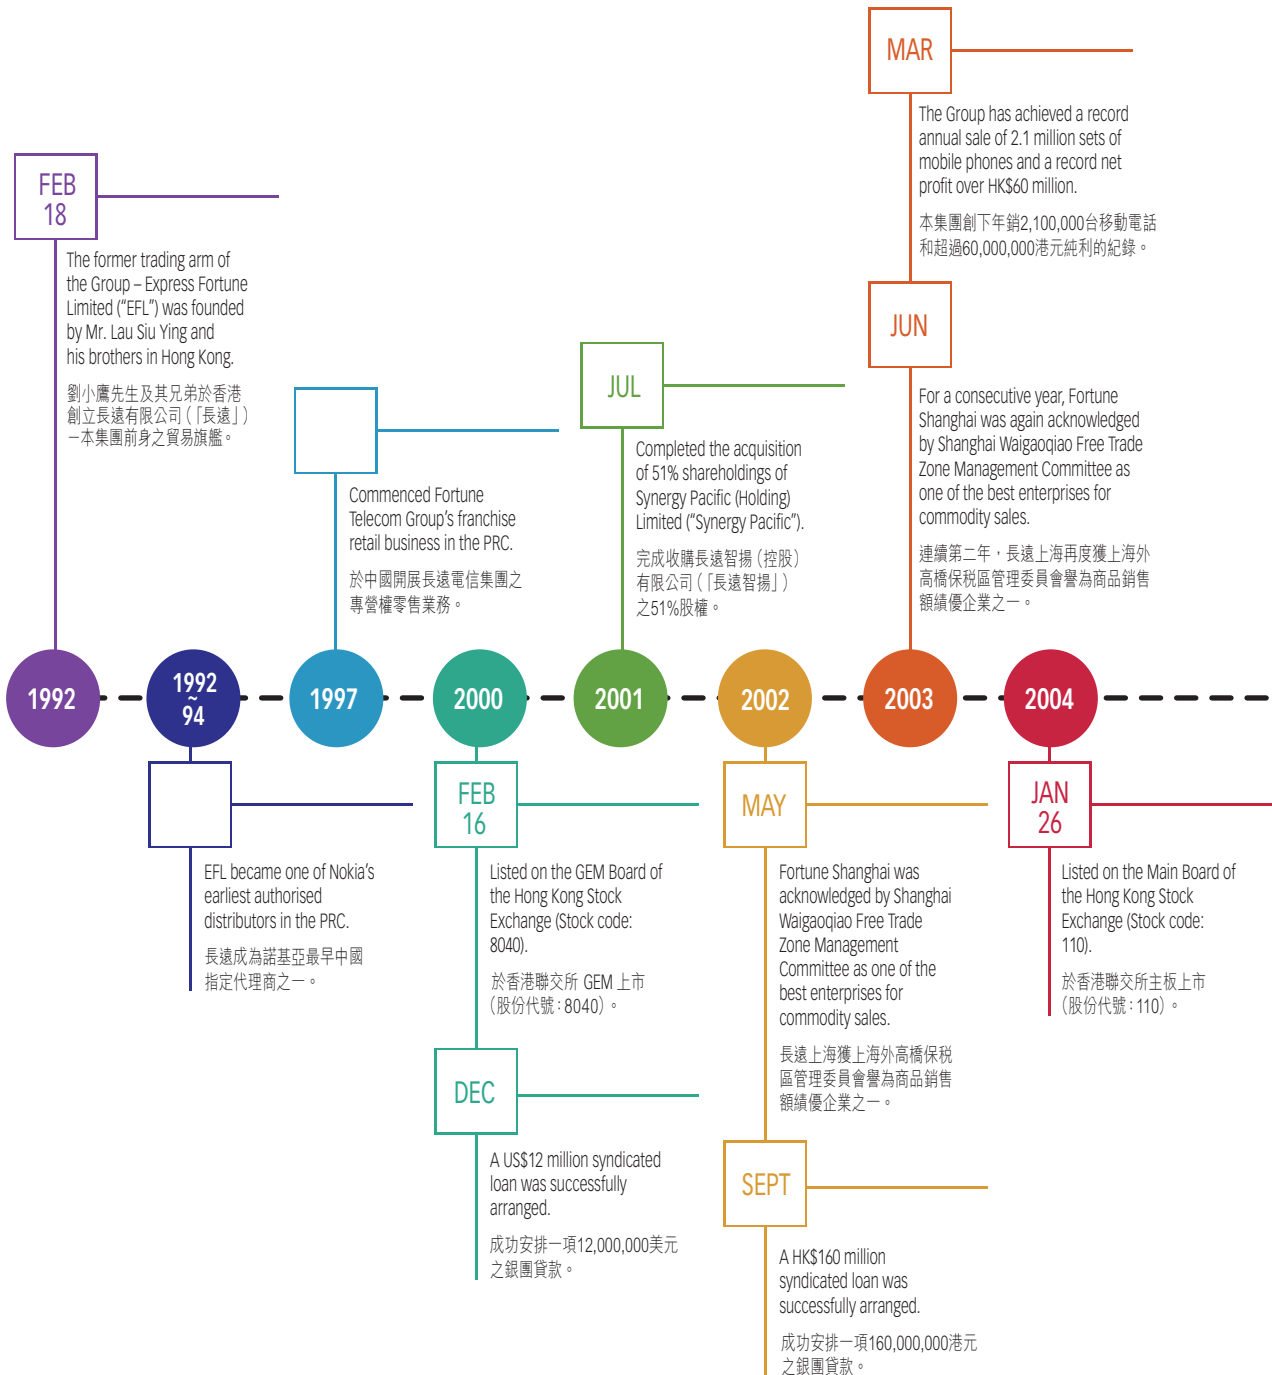 FEB
18
The former trading arm of
the Group – Express Fortune
Limited (“EFL”) was founded
by Mr. Lau Siu Ying and
his brothers in Hong Kong.
劉小鷹先生及其兄弟於香港
創立長遠有限公司（「長遠」）
－本集團前身之貿易旗艦。
1992
1992
~
94
EFL became one of Nokia’s
earliest authorised
distributors in the PRC.
長遠成為諾基亞最早中國
指定代理商之一。
Commenced Fortune
Telecom Group’s franchise
retail business in the PRC.
於中國開展長遠電信集團之
專營權零售業務。
1997
2000
FEB
16
Listed on the GEM Board of
the Hong Kong Stock
Exchange (Stock code:
8040).
於香港聯交所 GEM 上市
（股份代號：8040）。
DEC
A US$12 million syndicated
loan was successfully
arranged.
成功安排一項12,000,000美元
之銀團貸款。
JUL
Completed the acquisition
of 51% shareholdings of
Synergy Pacific (Holding)
Limited (“Synergy Pacific”).
完成收購長遠智揚（控股）
有限公司（「長遠智揚」）
之51%股權。
2001
2002
MAY
Fortune Shanghai was
acknowledged by Shanghai
Waigaoqiao Free Trade
Zone Management
Committee as one of the
best enterprises for
commodity sales.
長遠上海獲上海外高橋保税
區管理委員會譽為商品銷售
額績優企業之一。
SEPT
A HK$160 million
syndicated loan was
successfully arranged.
成功安排一項160,000,000港元
之銀團貸款。
MAR
The Group has achieved a record
annual sale of 2.1 million sets of
mobile phones and a record net
profit over HK$60 million.
本集團創下年銷2,100,000台移動電話
和超過60,000,000港元純利的紀錄。
JUN
For a consecutive year, Fortune
Shanghai was again acknowledged
by Shanghai Waigaoqiao Free Trade
Zone Management Committee as
one of the best enterprises for
commodity sales.
連續第二年，長遠上海再度獲上海外
高橋保税區管理委員會譽為商品銷售
額績優企業之一。
2003
2004
JAN
26
Listed on the Main Board of
the Hong Kong Stock
Exchange (Stock code:
110).
於香港聯交所主板上市
（股份代號：110）。